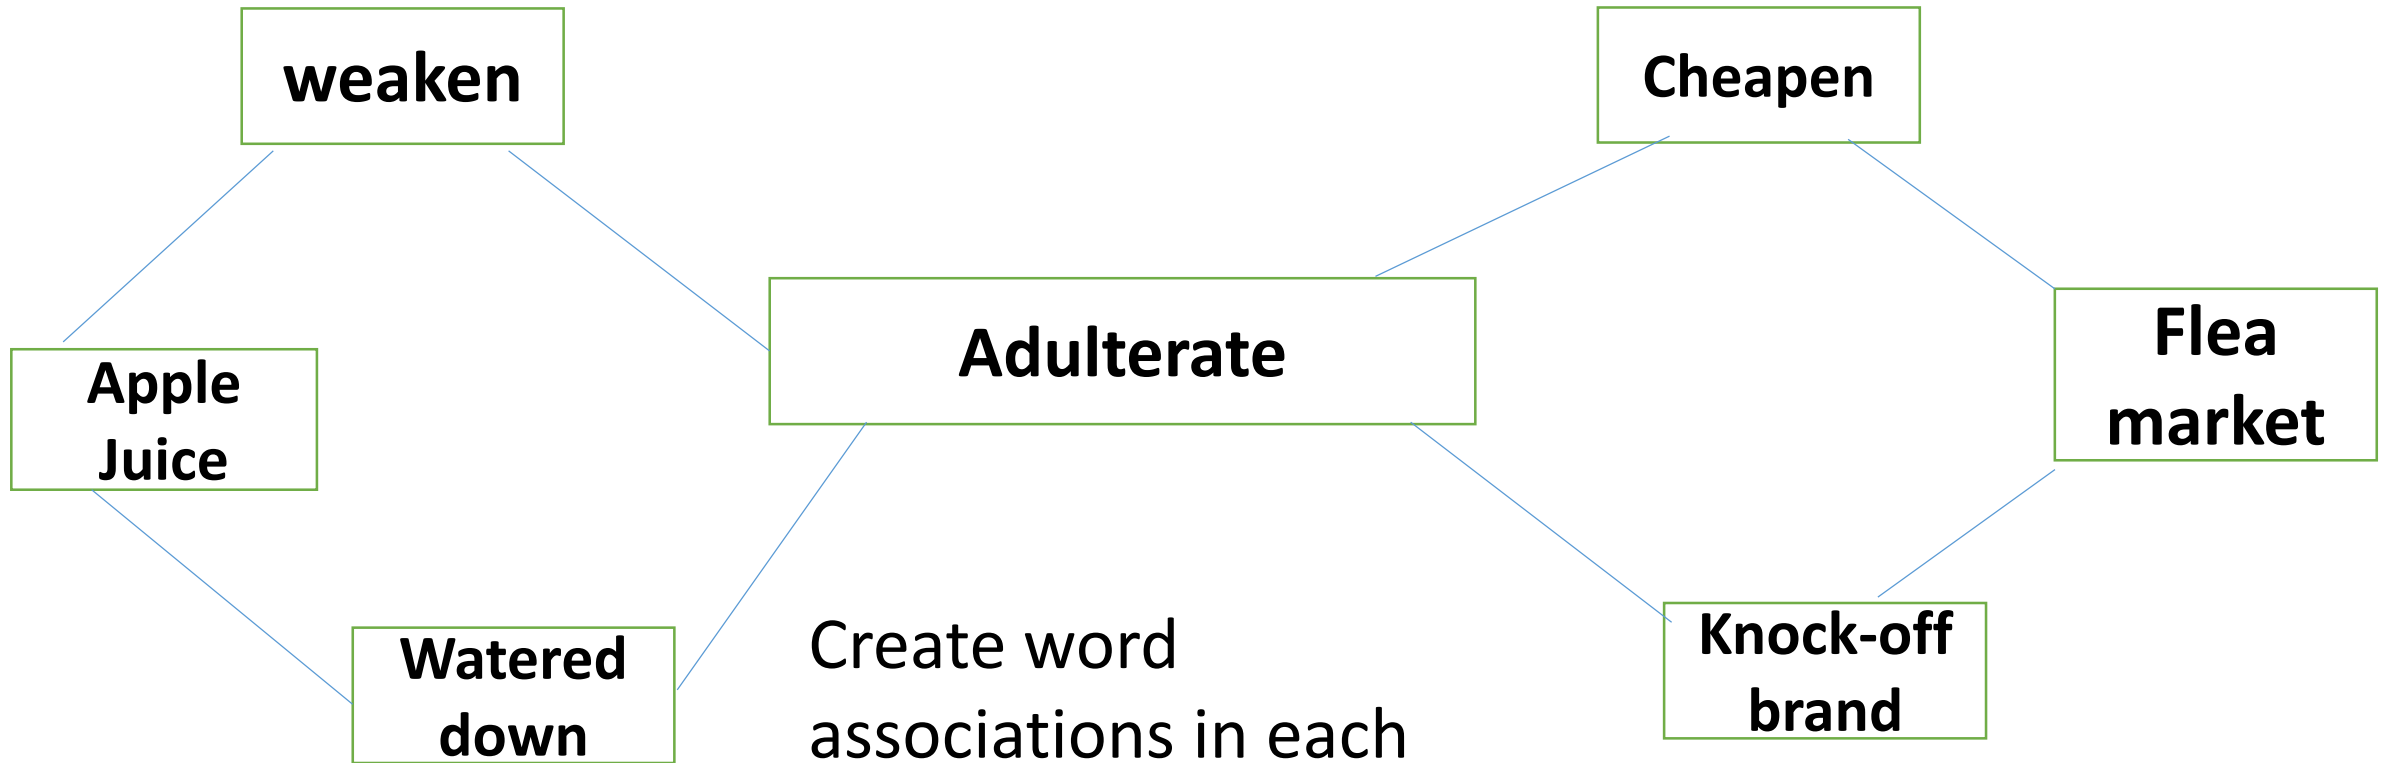 weaken
Cheapen
Adulterate
Flea
market
Apple
Juice
Watered
down
Knock-off
brand
Create word
associations in each